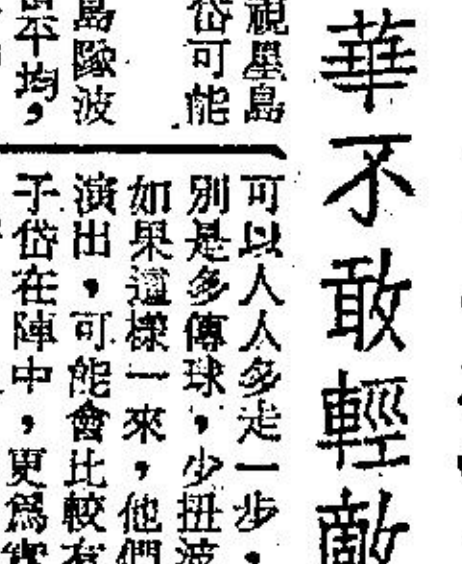 華不敢輕敵
視星島
岱可能
島隊波
平均，
可以人人多走一步，
別是多傳球，少扭波
如果這樣一來，他們
演出，可能會比較有
子岱在陣中，更爲